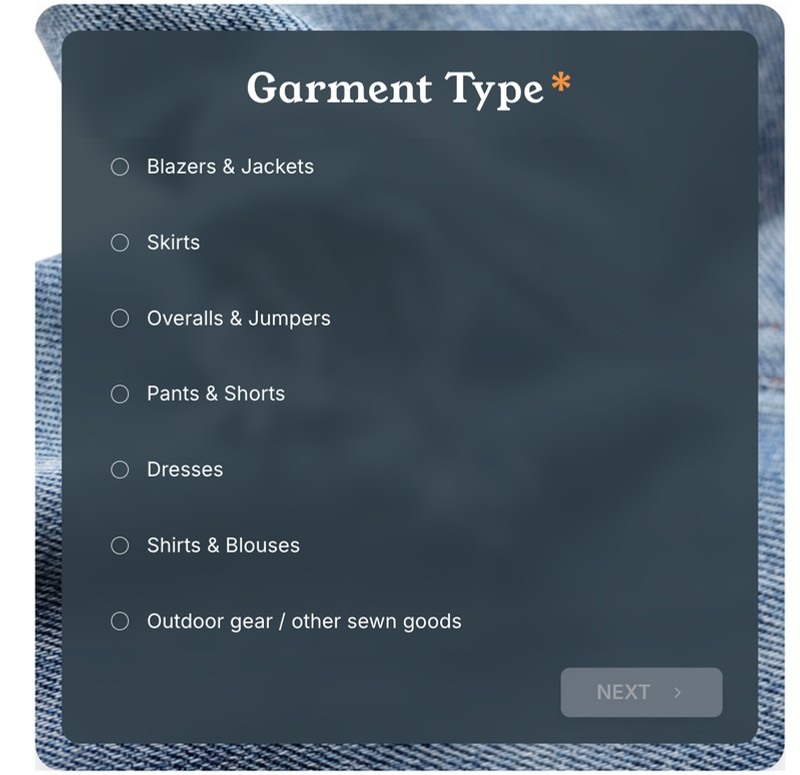 Garment Type*
Blazers & Jackets
Skirts
Overalls & Jumpers
Pants & Shorts
Dresses
Shirts & Blouses
Outdoor gear / other sewn goods
NEXT >